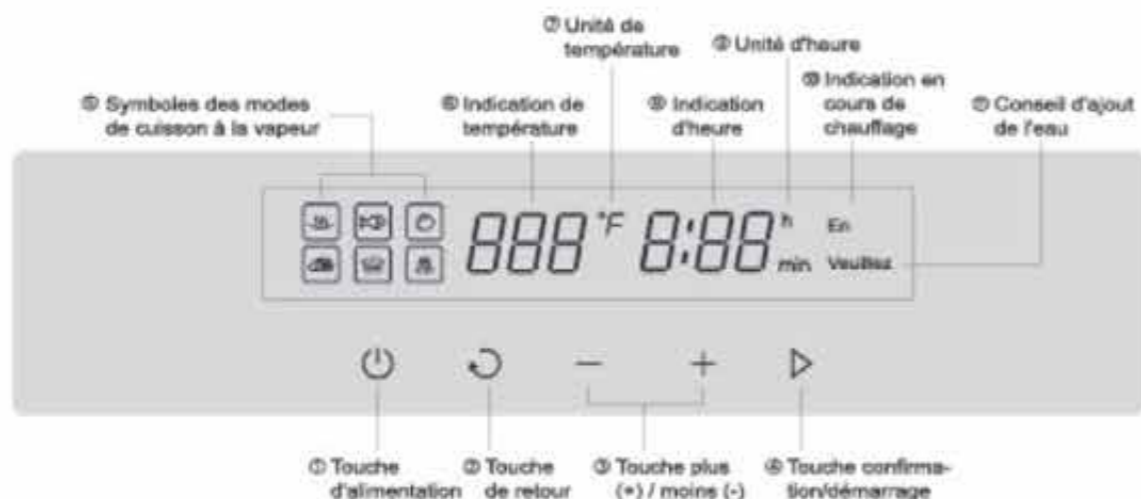 ⑦ Unité de
température
⑨ Unité d'heure
⑩ Indication en
cours de
chauffage
⑤ Symboles des modes
de cuisson à la vapeur
⑥ Indication de
température
⑧ Indication
d'heure
⑪ Conseil d'ajout
de l'eau
888 °F 8:88 h
min
En
Veuillez
① Touche
d'alimentation
② Touche
de retour
③ Touche plus
(+) / moins (-)
④ Touche confirma-
tion/démarrage